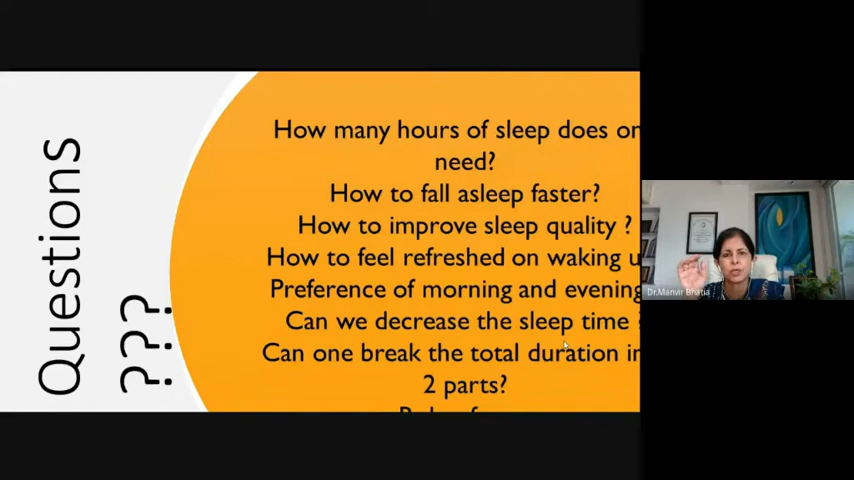 Questions
???
How many hours of sleep does on
need?
How to fall asleep faster?
How to improve sleep quality ?
How to feel refreshed on waking u
Preference of morning and evening
Can we decrease the sleep time ?
Can one break the total duration in
2 parts?
Dr.Manvir Bhatia